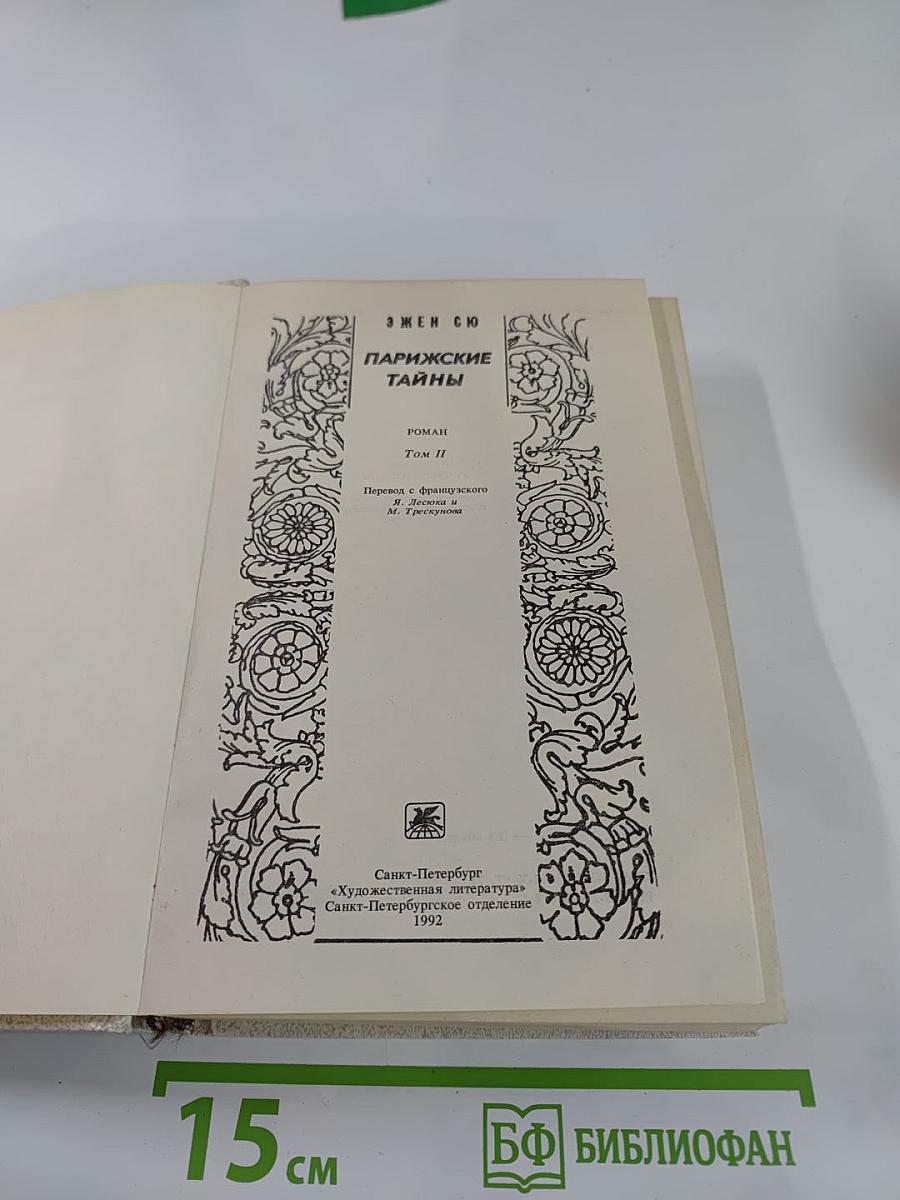 ЭЖЕН СЮ
ПАРИЖСКИЕ
ТАЙНЫ
РОМАН
Том II
Перевод с французского
Я. Лесюка и
М. Трескунова
Санкт-Петербург
«Художественная литература»
Санкт-Петербургское отделение
1992
15 см
БФ БИБЛИОФАН